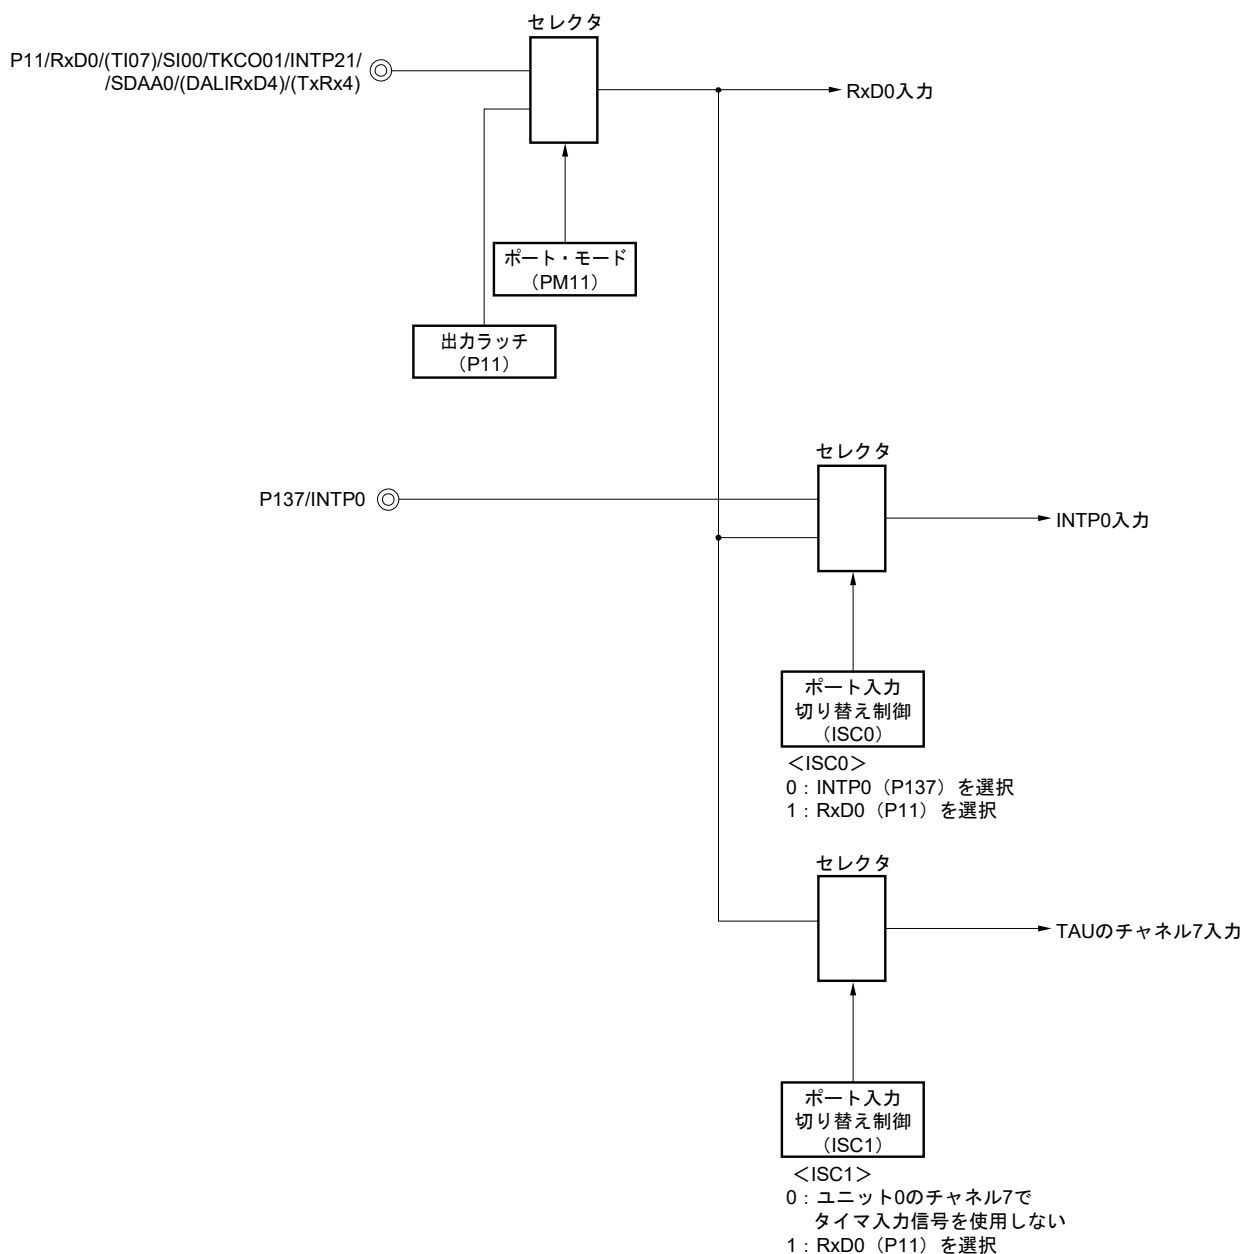 セレクタ
P11/RxD0/(TI07)/SI00/TKCO01/INTP21/
/SDAA0/(DALIRxD4)/(TxRx4)
RxD0入力
ポート・モード
（PM11）
出力ラッチ
（P11）
セレクタ
P137/INTP0
INTP0入力
ポート入力
切り替え制御
（ISC0）
＜ISC0＞
0：INTP0（P137）を選択
1：RxD0（P11）を選択
セレクタ
TAUのチャネル7入力
ポート入力
切り替え制御
（ISC1）
＜ISC1＞
0：ユニット0のチャネル7で
タイマ入力信号を使用しない
1：RxD0（P11）を選択